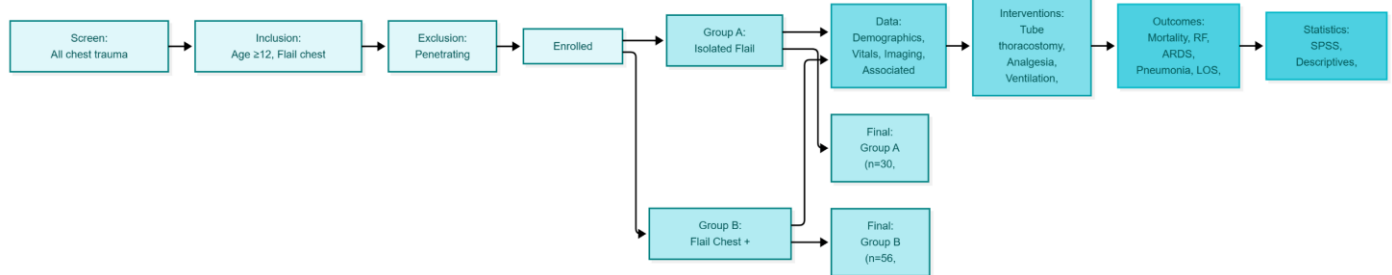 Screen:
All chest trauma
Inclusion:
Age ≥12, Flail chest
Exclusion:
Penetrating
Enrolled
Group A:
Isolated Flail
Data:
Demographics,
Vitals, Imaging,
Associated
Interventions:
Tube
thoracostomy,
Analgesia,
Ventilation,
Outcomes:
Mortality, RF,
ARDS,
Pneumonia, LOS,
Statistics:
SPSS,
Descriptives,
Final:
Group A
(n=30,
Group B:
Flail Chest +
Final:
Group B
(n=56,